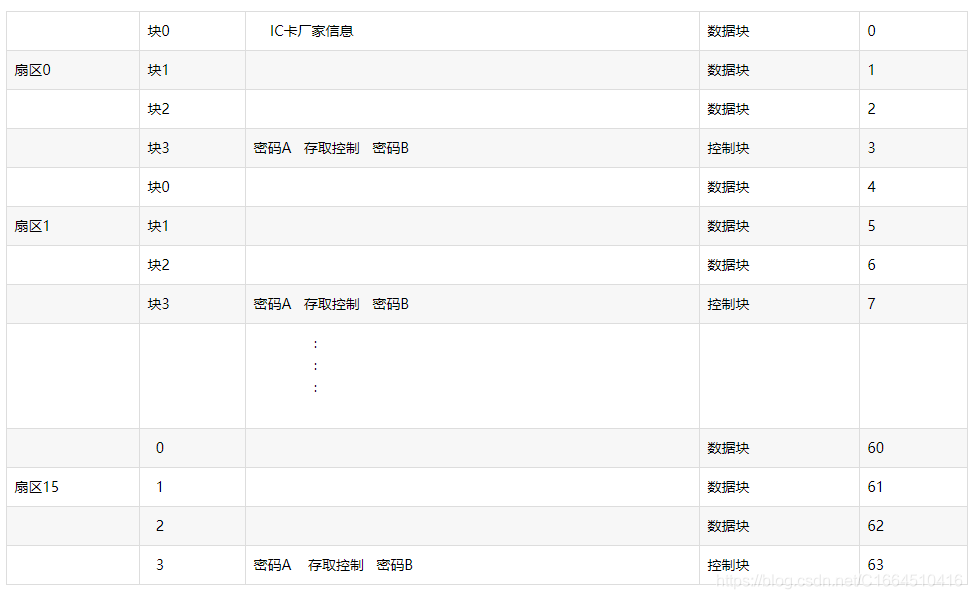 块0 IC卡厂家信息 数据块 0
扇区0 块1 数据块 1
块2 数据块 2
块3 密码A 存取控制 密码B 控制块 3
块0 数据块 4
扇区1 块1 数据块 5
块2 数据块 6
块3 密码A 存取控制 密码B 控制块 7
:
:
:
0 数据块 60
扇区15 1 数据块 61
2 数据块 62
3 密码A 存取控制 密码B 控制块 63
https://blog.csdn.net/C1664510416